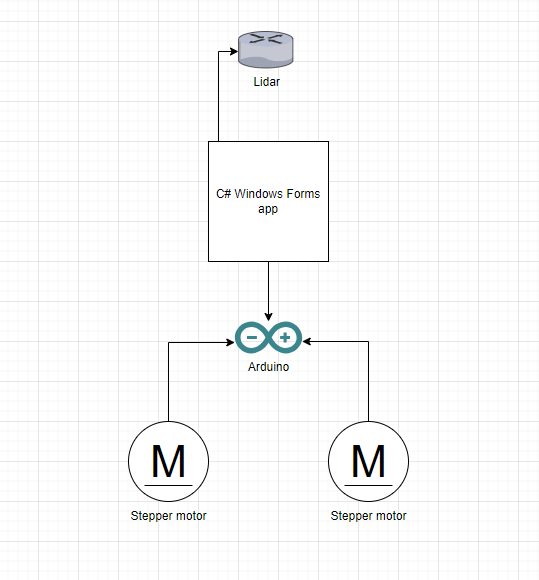 Lidar
C# Windows Forms
app
Arduino
M
M
Stepper motor
Stepper motor